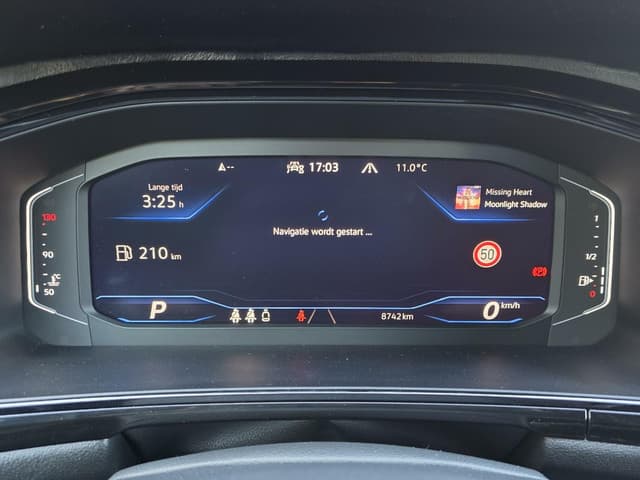 --
17:03
11.0°C
Lange tijd
3:25 h
Missing Heart
Moonlight Shadow
Navigatie wordt gestart ...
210 km
50
130
90
°C
50
1
1/2
0
P
8742 km
0 km/h